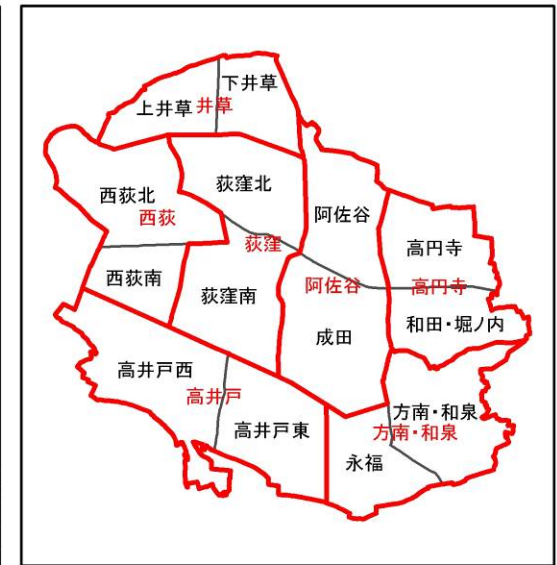 下井草
上井草
井草
荻窪北
西荻北
西荻
阿佐谷
高円寺
荻窪
西荻南
荻窪南
阿佐谷
高円寺
成田
和田・堀ノ内
高井戸西
高井戸
高井戸東
方南・和泉
方南・和泉
永福